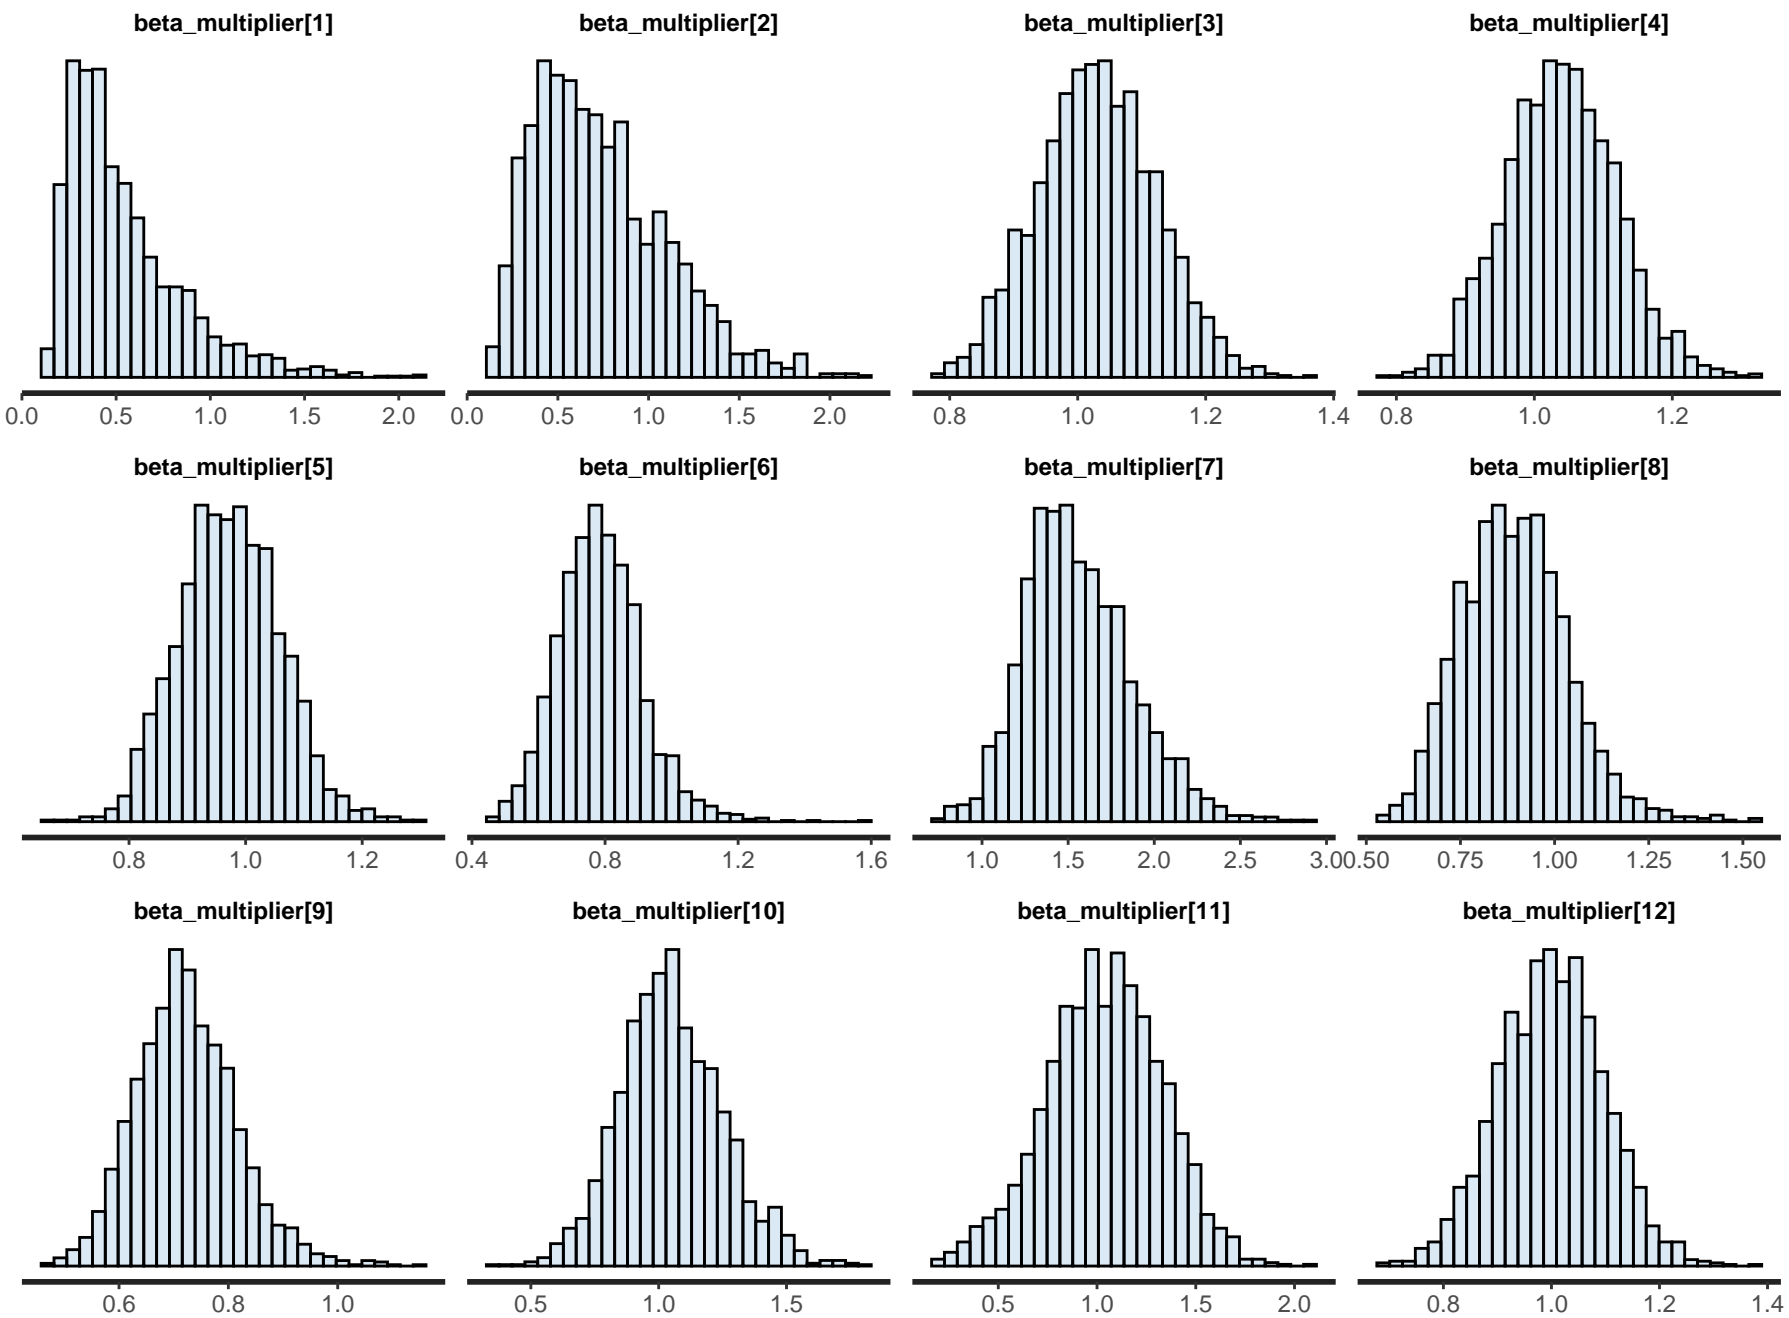 beta_multiplier[1] beta_multiplier[2] beta_multiplier[3] beta_multiplier[4]
0.0 0.5 1.0 1.5 2.0 0.0 0.5 1.0 1.5 2.0 0.8 1.0 1.2 1.4 0.8 1.0 1.2
beta_multiplier[5] beta_multiplier[6] beta_multiplier[7] beta_multiplier[8]
0.8 1.0 1.2 0.4 0.8 1.2 1.6 1.0 1.5 2.0 2.5 3.0 0.50 0.75 1.00 1.25 1.50
beta_multiplier[9] beta_multiplier[10] beta_multiplier[11] beta_multiplier[12]
0.6 0.8 1.0 0.5 1.0 1.5 0.5 1.0 1.5 2.0 0.8 1.0 1.2 1.4